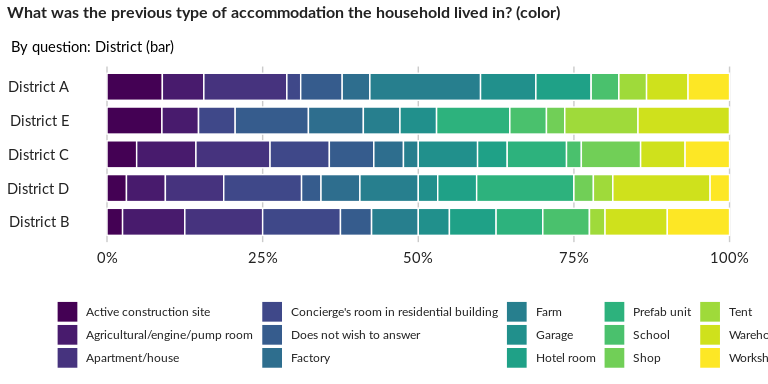 What was the previous type of accommodation the household lived in? (color)
By question: District (bar)
District A
District E
District C
District D
District B
0% 25% 50% 75% 100%
Active construction site Concierge's room in residential building Farm Prefab unit Tent
Agricultural/engine/pump room Does not wish to answer Garage School Wareho
Apartment/house Factory Hotel room Shop Worksh